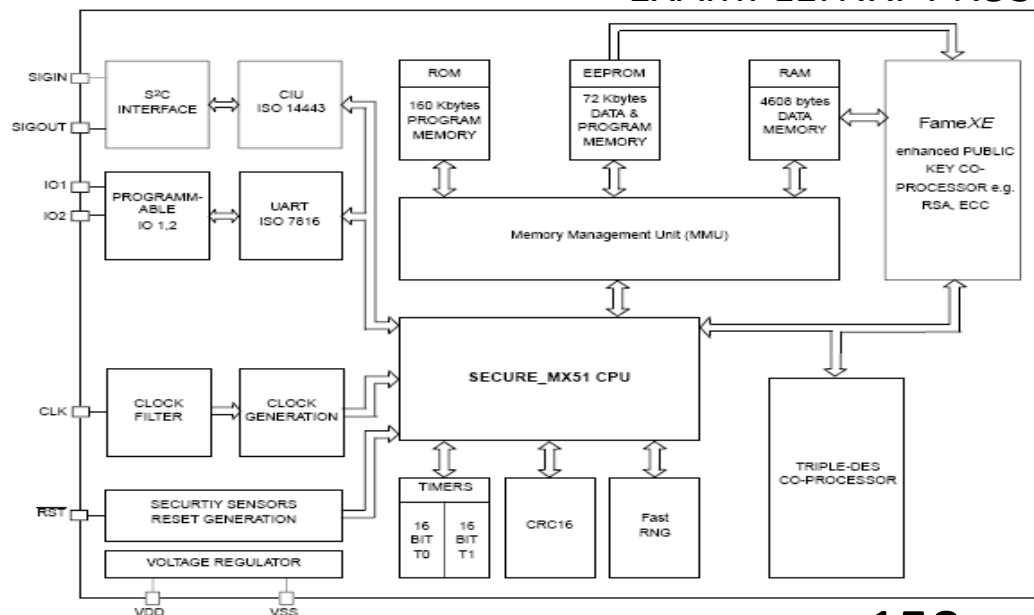 SIGIN
SIGOUT
S²C
INTERFACE
CIU
ISO 14443
IO1
IO2
PROGRAMM-
ABLE
IO 1,2
UART
ISO 7816
ROM
160 Kbytes
PROGRAM
MEMORY
EEPROM
72 Kbytes
DATA &
PROGRAM
MEMORY
RAM
4608 bytes
DATA
MEMORY
FameXE
enhanced PUBLIC
KEY CO-
PROCESSOR e.g.
RSA, ECC
Memory Management Unit (MMU)
SECURE_MX51 CPU
CLK
CLOCK
FILTER
CLOCK
GENERATION
RST
SECURTIY SENSORS
RESET GENERATION
VOLTAGE REGULATOR
VDD
VSS
TIMERS
16
BIT
T0
16
BIT
T1
CRC16
Fast
RNG
TRIPLE-DES
CO-PROCESSOR